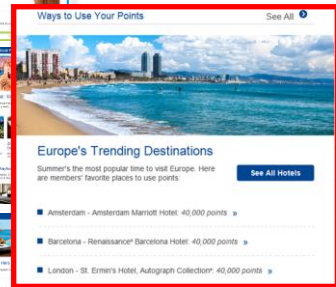 Ways to Use Your Points
See All
Europe's Trending Destinations
Summer's the most popular time to visit Europe. Here
are members' favorite places to use points.
See All Hotels
Amsterdam - Amsterdam Marriott Hotel: 40,000 points »
Barcelona - Renaissance® Barcelona Hotel: 40,000 points »
London - St. Ermin's Hotel, Autograph Collection®: 40,000 points »